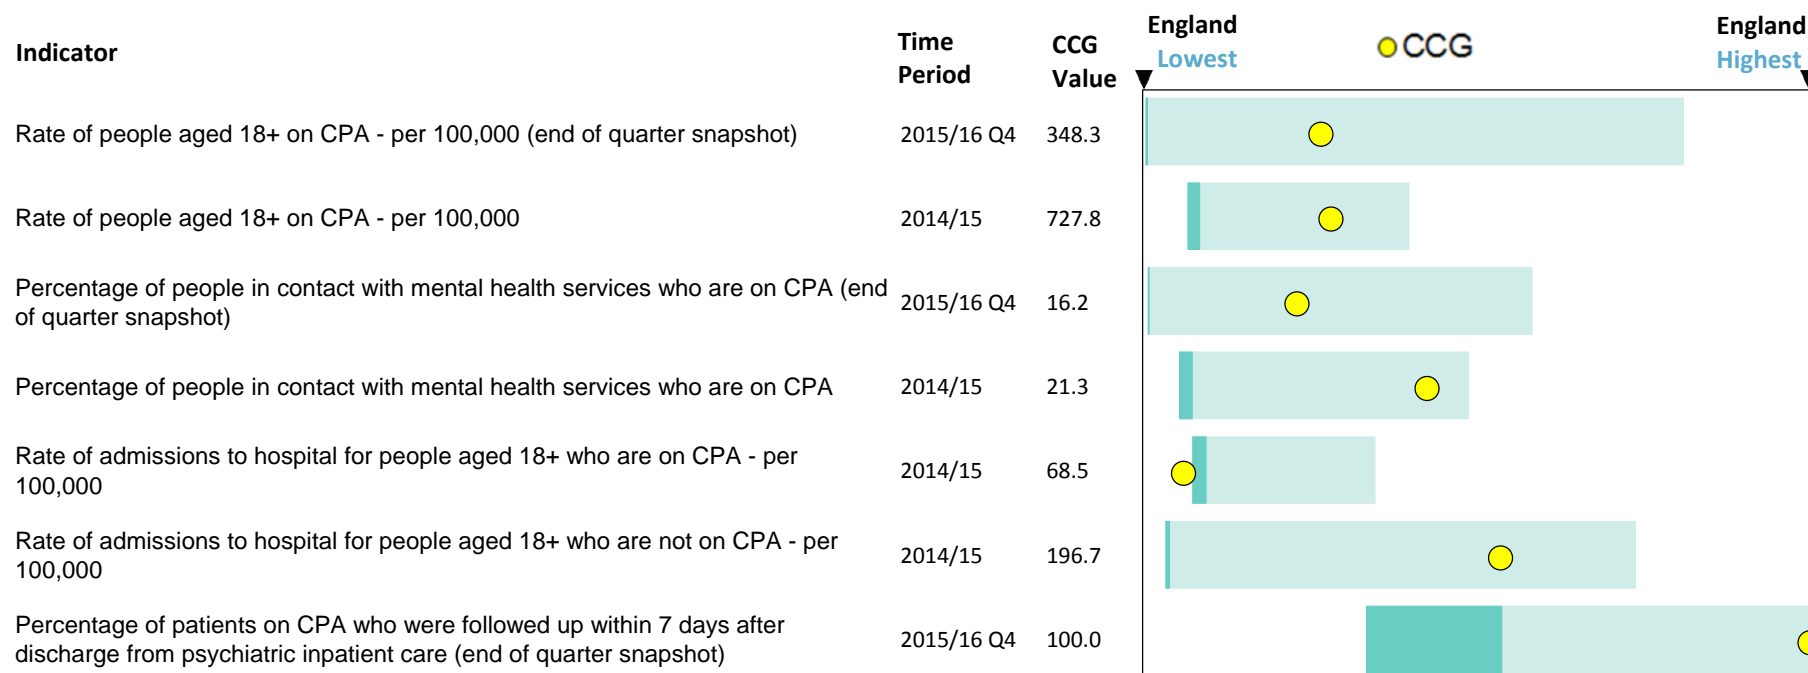 Indicator
Time Period
CCG Value
England Lowest
CCG
England Highest
Rate of people aged 18+ on CPA - per 100,000 (end of quarter snapshot) 2015/16 Q4 348.3
Rate of people aged 18+ on CPA - per 100,000 2014/15 727.8
Percentage of people in contact with mental health services who are on CPA (end
of quarter snapshot) 2015/16 Q4 16.2
Percentage of people in contact with mental health services who are on CPA 2014/15 21.3
Rate of admissions to hospital for people aged 18+ who are on CPA - per
100,000 2014/15 68.5
Rate of admissions to hospital for people aged 18+ who are not on CPA - per
100,000 2014/15 196.7
Percentage of patients on CPA who were followed up within 7 days after
discharge from psychiatric inpatient care (end of quarter snapshot) 2015/16 Q4 100.0